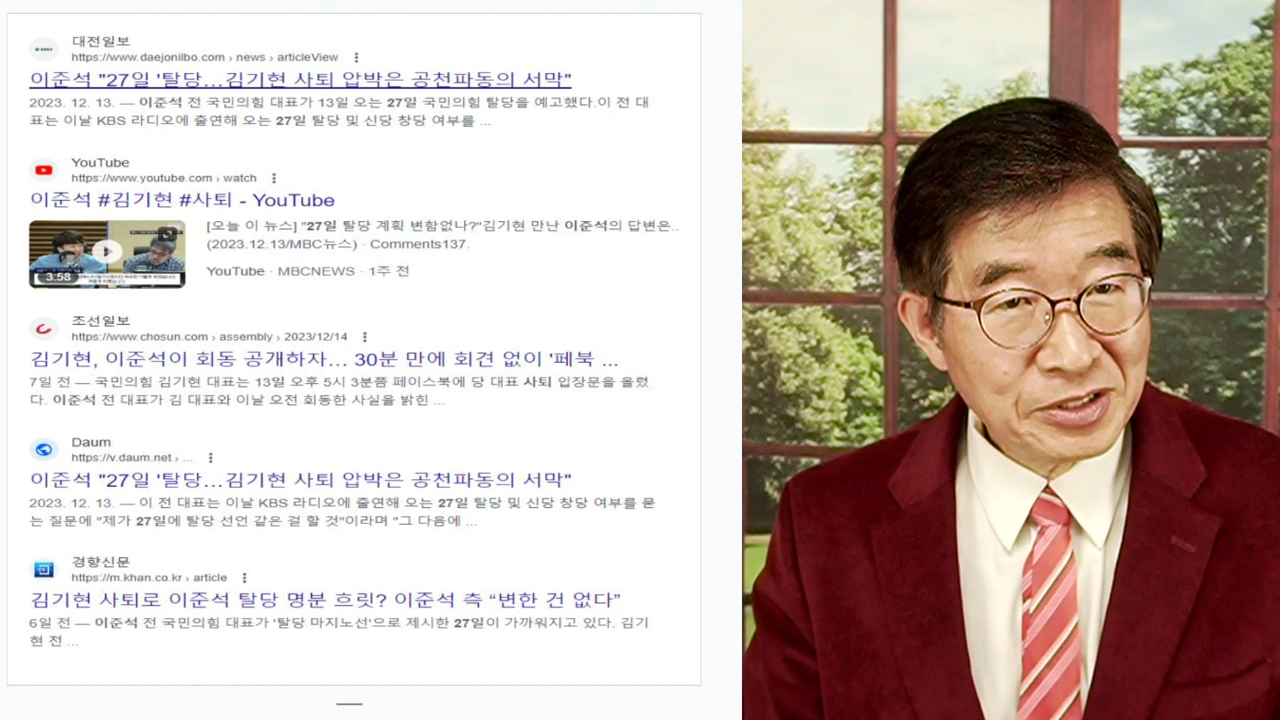 대전일보
https://www.daejonilbo.com › news › articleView
이준석 "27일 '탈당…김기현 사퇴 압박은 공천파동의 서막"
2023. 12. 13. — 이준석 전 국민의힘 대표가 13일 오는 27일 국민의힘 탈당을 예고했다.이 전 대
표는 이날 KBS 라디오에 출연해 오는 27일 탈당 및 신당 창당 여부를 ...
YouTube
https://www.youtube.com › watch
이준석 #김기현 #사퇴 - YouTube
[오늘 이 뉴스] "27일 탈당 계획 변함없나?"김기현 만난 이준석의 답변은..
(2023.12.13/MBC뉴스) · Comments137.
3:58
YouTube · MBCNEWS · 1주 전
조선일보
https://www.chosun.com › assembly › 2023/12/14
김기현, 이준석이 회동 공개하자... 30분 만에 회견 없이 '페북 ...
7일 전 — 국민의힘 김기현 대표는 13일 오후 5시 3분쯤 페이스북에 당 대표 사퇴 입장문을 올렸
다. 이준석 전 대표가 김 대표와 이날 오전 회동한 사실을 밝힌 ...
Daum
https://v.daum.net › ...
이준석 "27일 '탈당…김기현 사퇴 압박은 공천파동의 서막"
2023. 12. 13. — 이 전 대표는 이날 KBS 라디오에 출연해 오는 27일 탈당 및 신당 창당 여부를 묻
는 질문에 "제가 27일에 탈당 선언 같은 걸 할 것"이라며 "그 다음에 ...
경향신문
https://m.khan.co.kr › article
김기현 사퇴로 이준석 탈당 명분 흐릿? 이준석 측 “변한 건 없다”
6일 전 — 이준석 전 국민의힘 대표가 '탈당 마지노선'으로 제시한 27일이 가까워지고 있다. 김기
현 전 ...